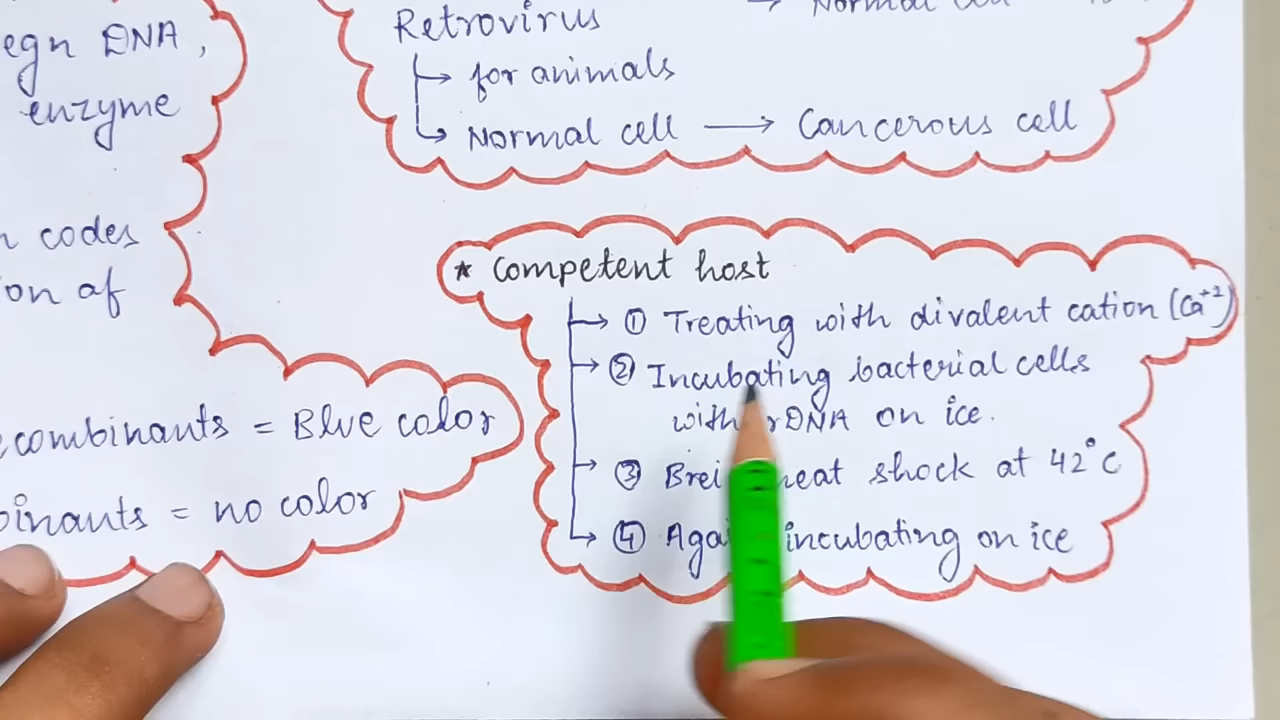 egn DNA,
enzyme
codes
on of
combinants = Blue color
binants = no color
Retrovirus → Normal cell
→ for animals
→ Normal cell → Cancerous cell
* Competent host
→ ① Treating with divalent cation (Ca+2)
→ ② Incubating bacterial cells
with rDNA on ice.
→ ③ heat shock at 42°C
→ ④ incubating on ice